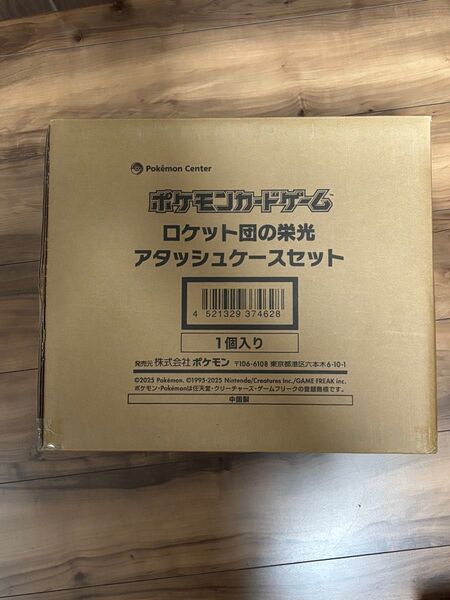 Pokémon Center
ポケモンカードゲーム
ロケット団の栄光
アタッシュケースセット
4 521329 374628
1個入り
発売元 株式会社ポケモン 〒106-6108 東京都港区六本木6-10-1
©2025 Pokémon. ©1995-2025 Nintendo/Creatures Inc./GAME FREAK inc.
ポケモン・Pokémonは任天堂・クリーチャーズ・ゲームフリークの登録商標です。
中国製